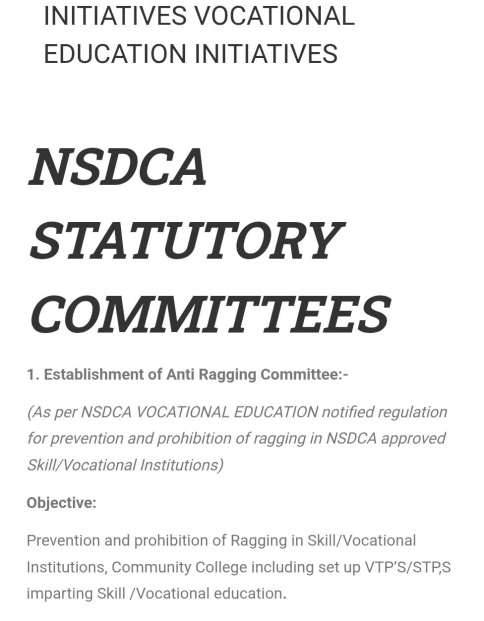 INITIATIVES VOCATIONAL
EDUCATION INITIATIVES
NSDCA
STATUTORY
COMMITTEES
1. Establishment of Anti Ragging Committee:-
(As per NSDCA VOCATIONAL EDUCATION notified regulation
for prevention and prohibition of ragging in NSDCA approved
Skill/Vocational Institutions)
Objective:
Prevention and prohibition of Ragging in Skill/Vocational
Institutions, Community College including set up VTP'S/STP,S
imparting Skill /Vocational education.